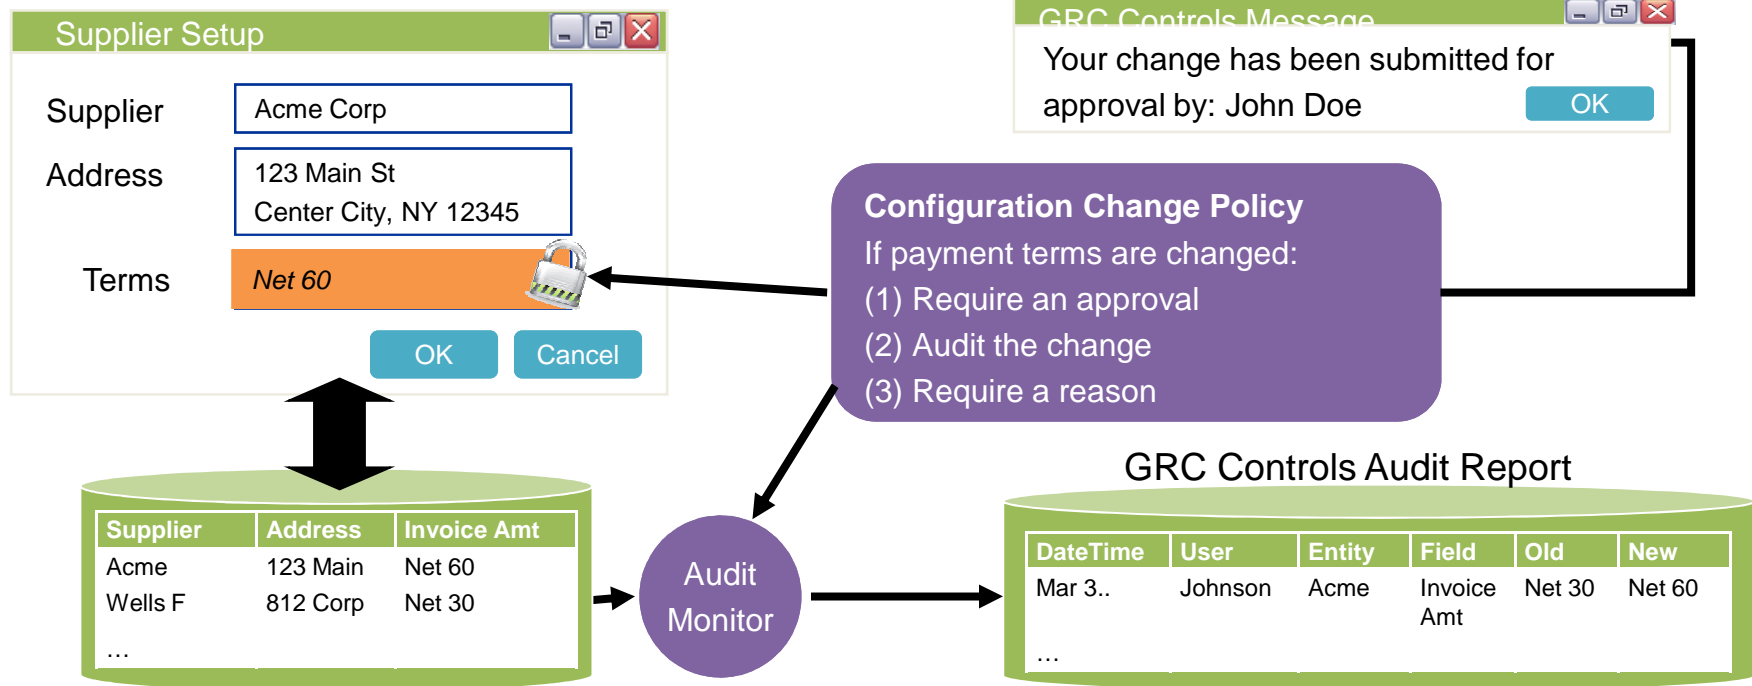 Supplier Setup
Supplier
Acme Corp
Address
123 Main St
Center City, NY 12345
Terms
Net 60
OK
Cancel
GRC Controls Message
Your change has been submitted for
approval by: John Doe
OK
Configuration Change Policy
If payment terms are changed:
(1) Require an approval
(2) Audit the change
(3) Require a reason
Supplier Address Invoice Amt
Acme 123 Main Net 60
Wells F 812 Corp Net 30
…
Audit
Monitor
GRC Controls Audit Report
DateTime User Entity Field Old New
Mar 3.. Johnson Acme Invoice Net 30 Net 60
Amt
…